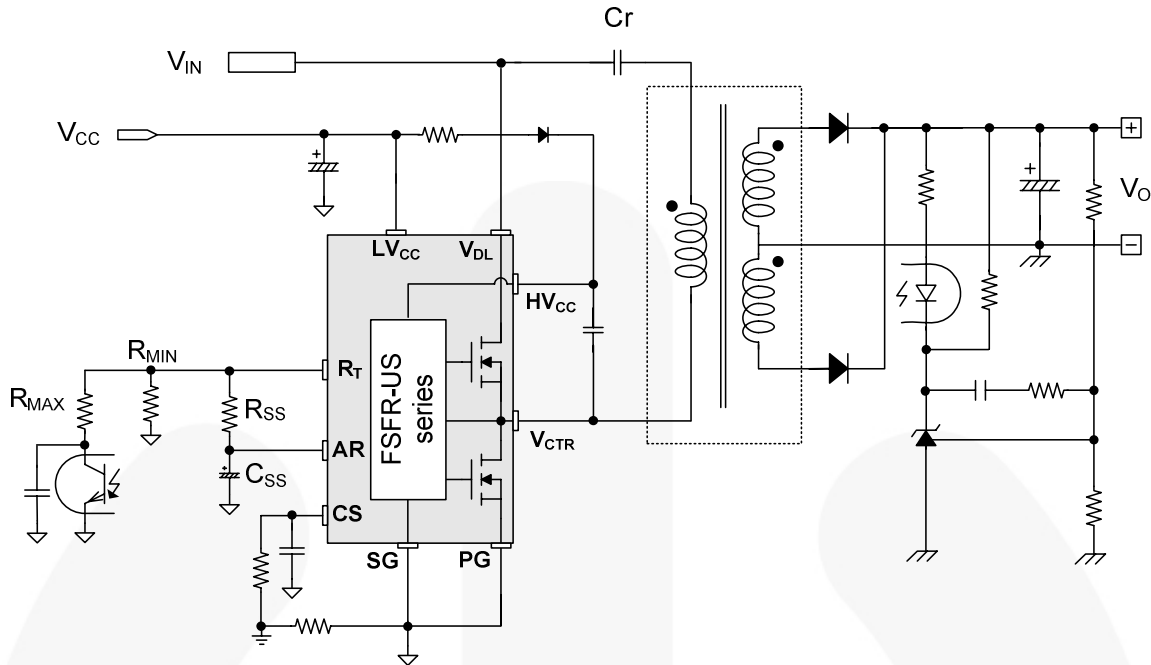 Cr
V_IN
V_CC
+
+
+
V_O
−
LV_CC
V_DL
HV_CC
R_MIN
R_T
R_MAX
R_SS
FSFR-US
series
V_CTR
AR
+
C_SS
CS
SG
PG